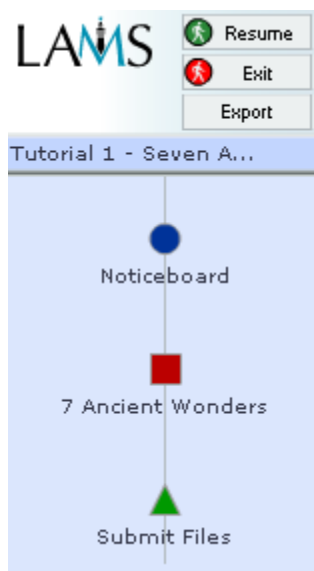 LAMS
Resume
Exit
Export
Tutorial 1 - Seven A...
Noticeboard
7 Ancient Wonders
Submit Files